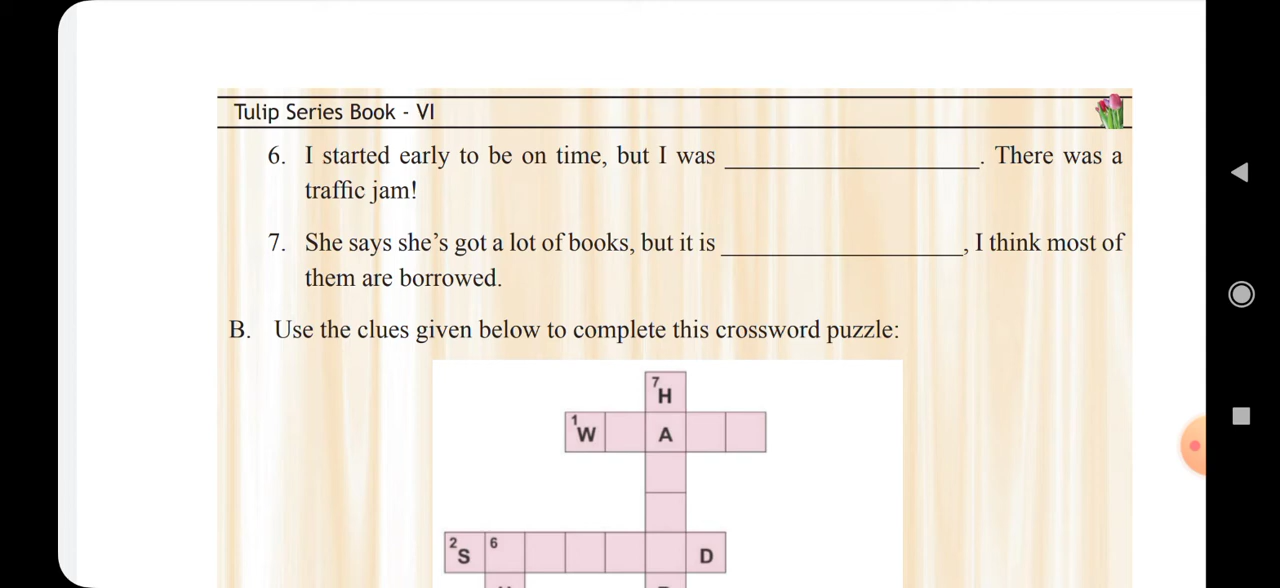 Tulip Series Book - VI
6. I started early to be on time, but I was ______________________. There was a
traffic jam!
7. She says she's got a lot of books, but it is ______________________, I think most of
them are borrowed.
B. Use the clues given below to complete this crossword puzzle:
7 H
1 W A
2 S 6 D